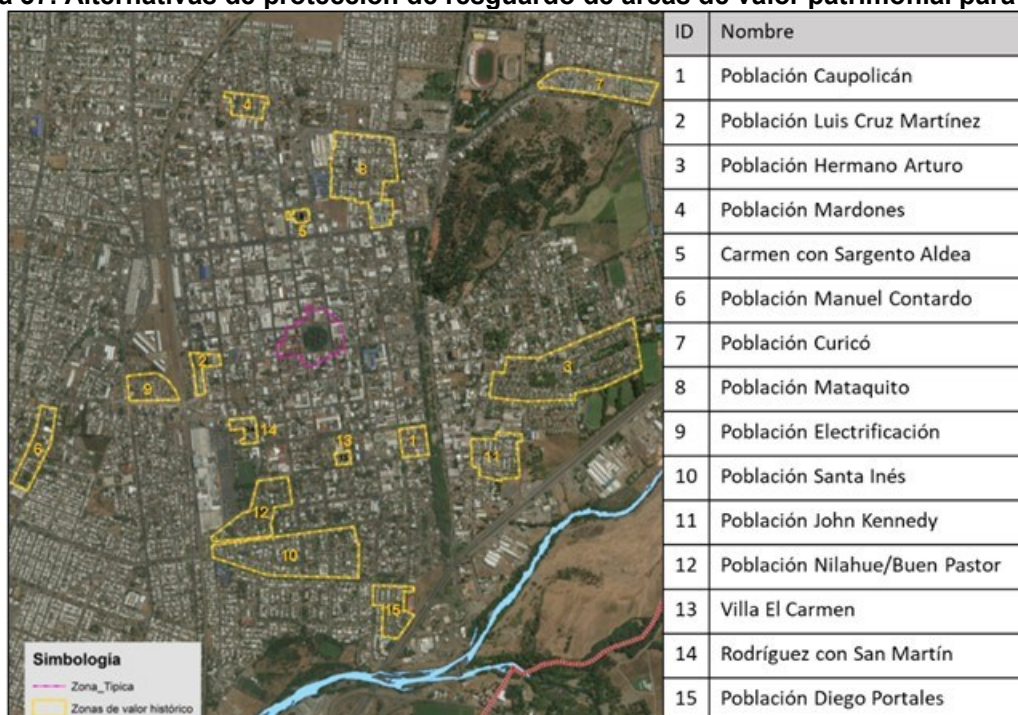 a 37. Alternativas de protección de resguardo de áreas de valor patrimonial para
ID Nombre
1 Población Caupolicán
2 Población Luis Cruz Martínez
3 Población Hermano Arturo
4 Población Mardones
5 Carmen con Sargento Aldea
6 Población Manuel Contardo
7 Población Curicó
8 Población Mataquito
9 Población Electrificación
10 Población Santa Inés
11 Población John Kennedy
12 Población Nilahue/Buen Pastor
13 Villa El Carmen
14 Rodríguez con San Martín
15 Población Diego Portales
4
7
8
5
3
2
9
6
14
13
1
11
12
10
15
Simbología
Zona_Tipica
Zonas de valor histórico